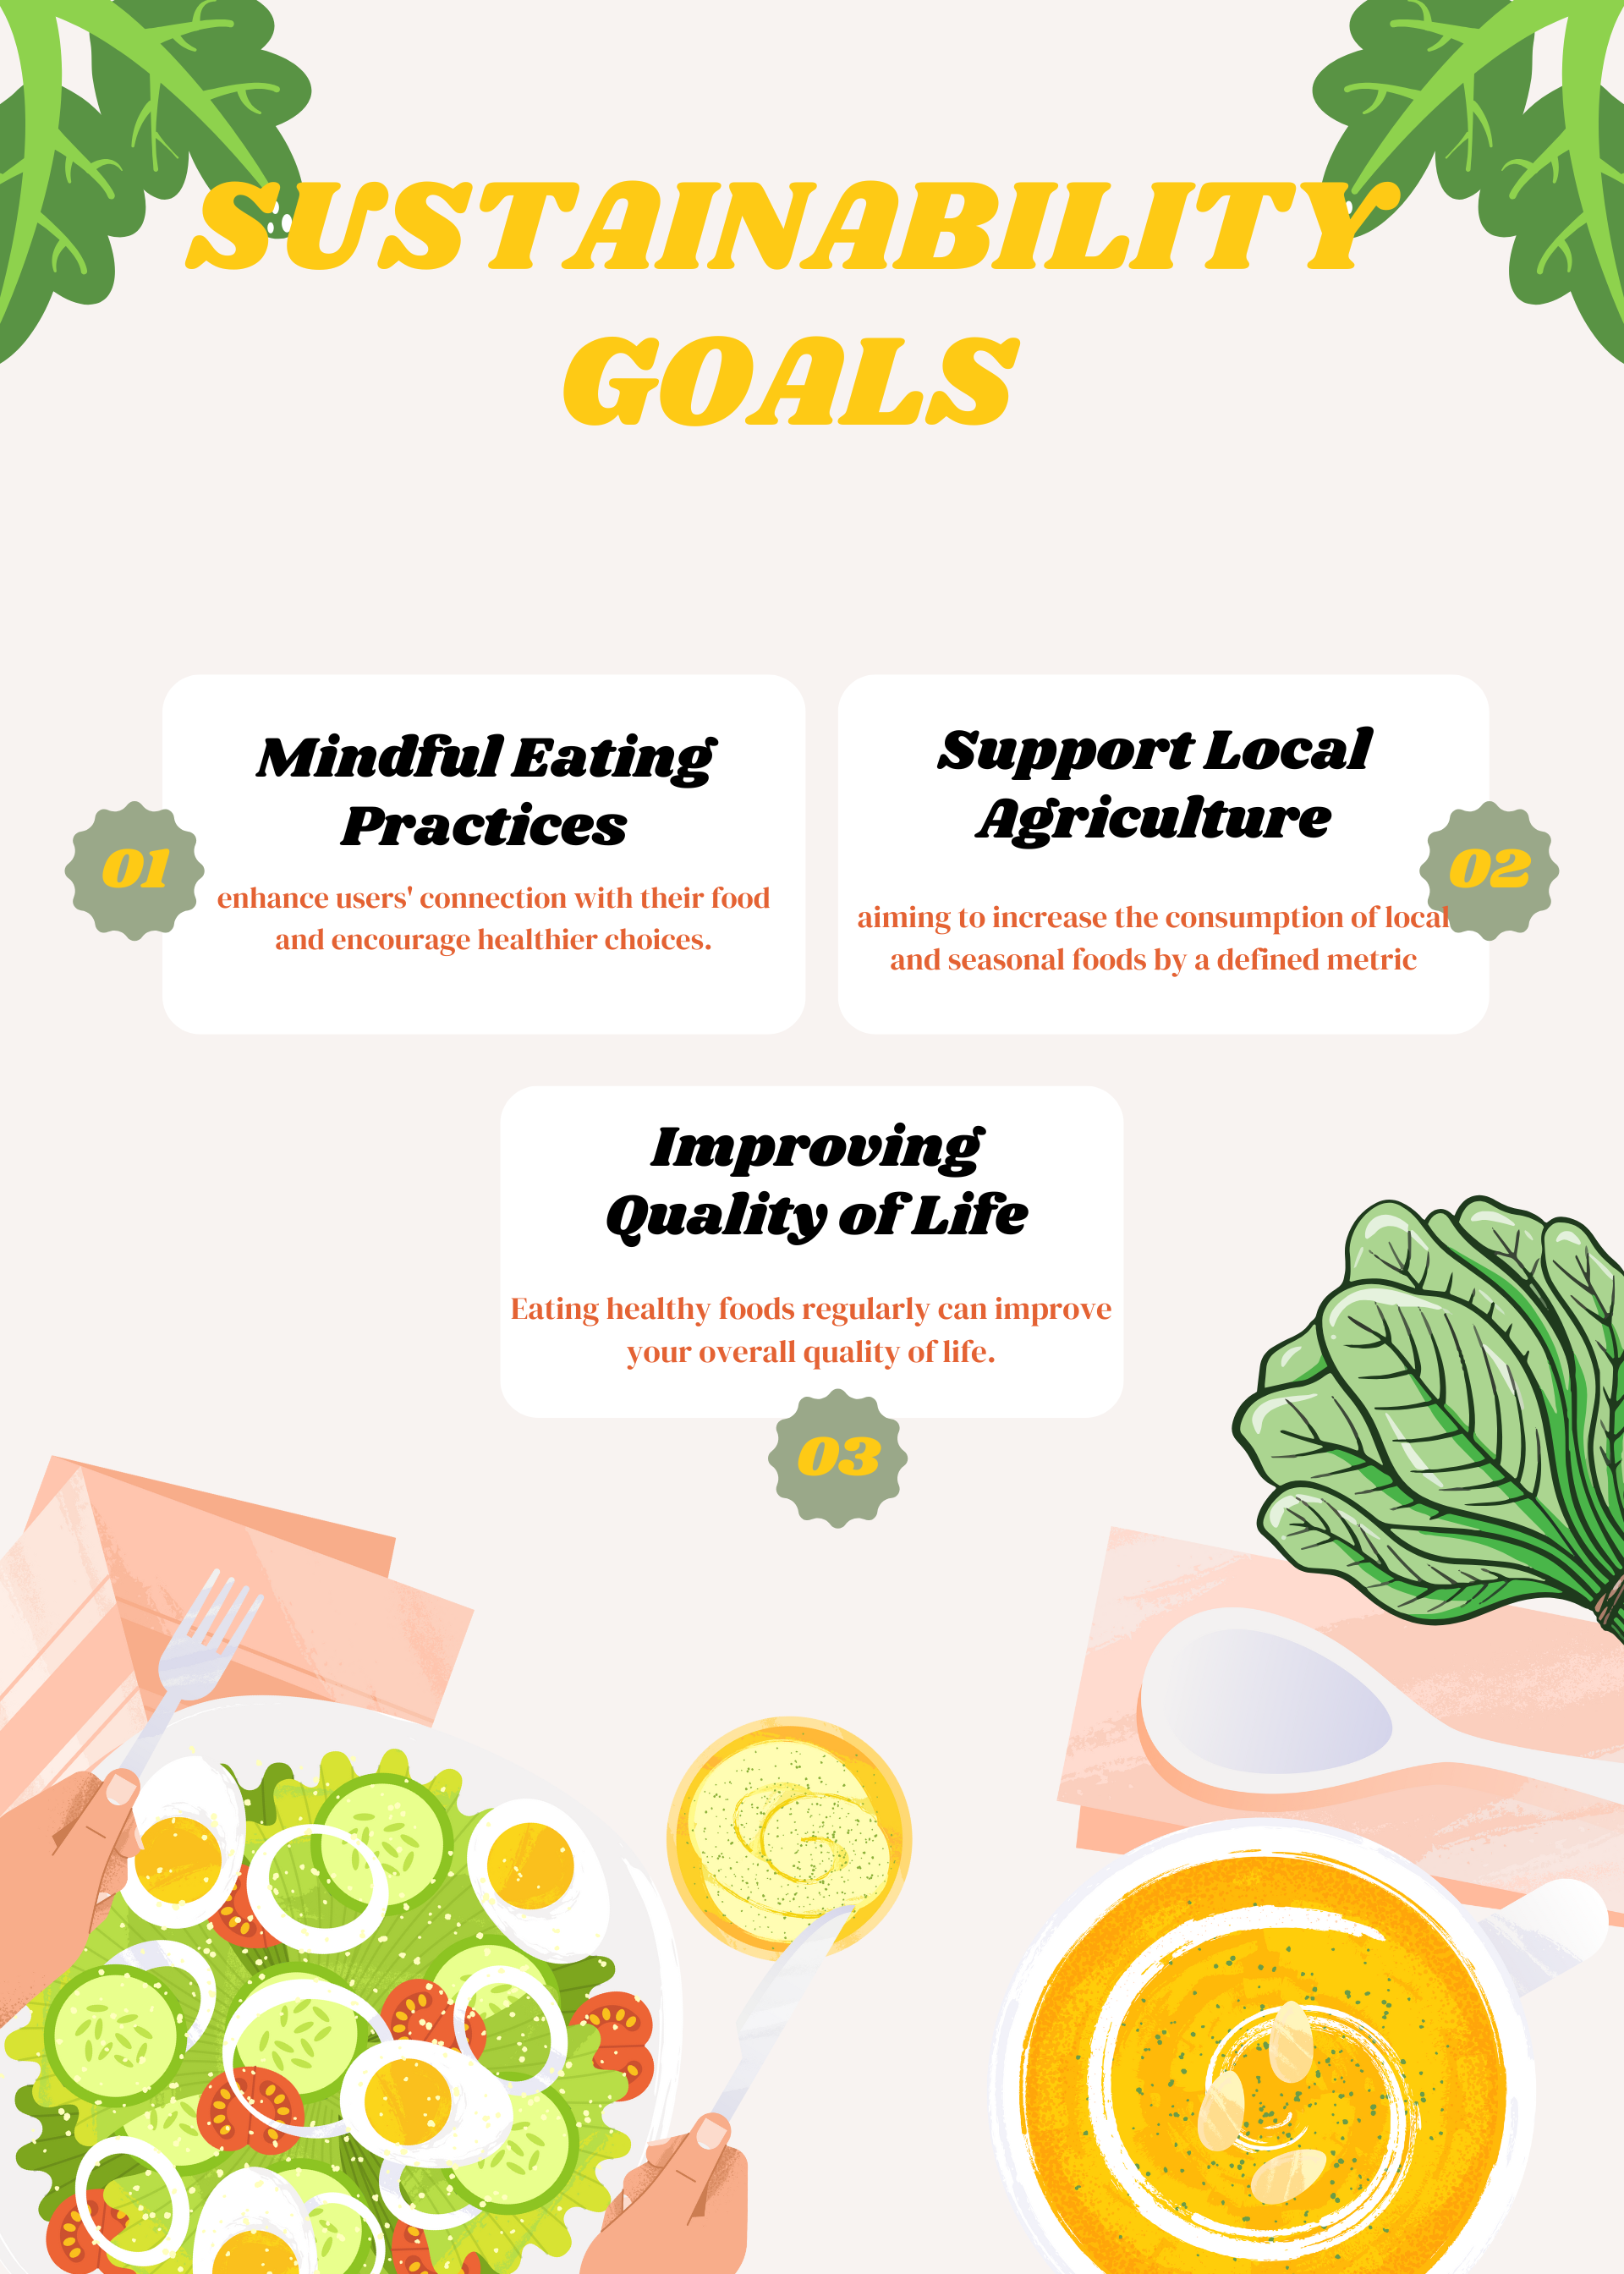 SUSTAINABILITY
GOALS
Mindful Eating
Practices
01
enhance users' connection with their food
and encourage healthier choices.
Support Local
Agriculture
02
aiming to increase the consumption of local
and seasonal foods by a defined metric
Improving
Quality of Life
Eating healthy foods regularly can improve
your overall quality of life.
03